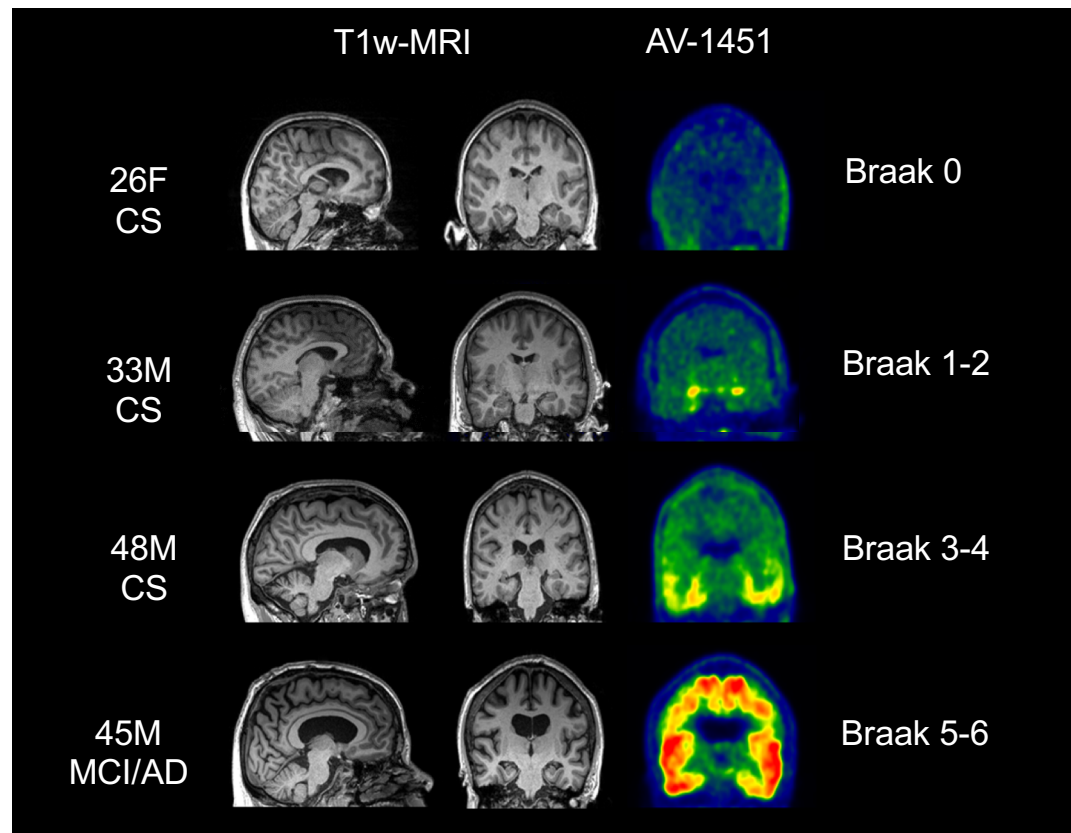 T1w-MRI AV-1451
26F
CS
Braak 0
33M
CS
Braak 1-2
48M
CS
Braak 3-4
45M
MCI/AD
Braak 5-6